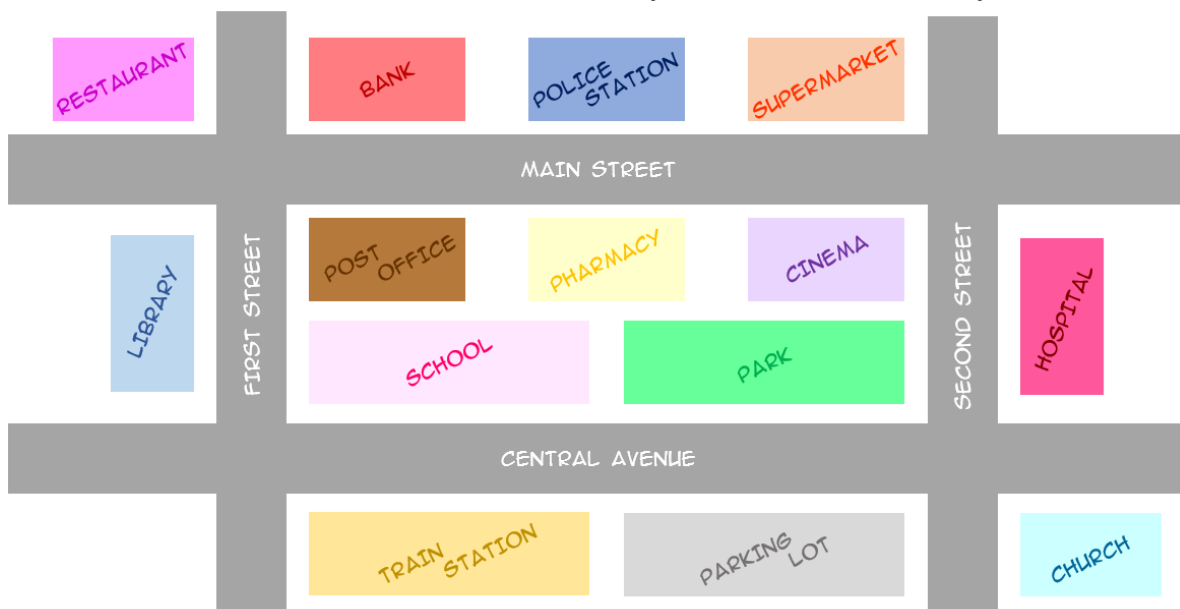 RESTAURANT
BANK
POLICE
STATION
SUPERMARKET
MAIN STREET
LIBRARY
FIRST STREET
POST
OFFICE
PHARMACY
CINEMA
SECOND STREET
HOSPITAL
SCHOOL
PARK
CENTRAL AVENUE
TRAIN
STATION
PARKING
LOT
CHURCH